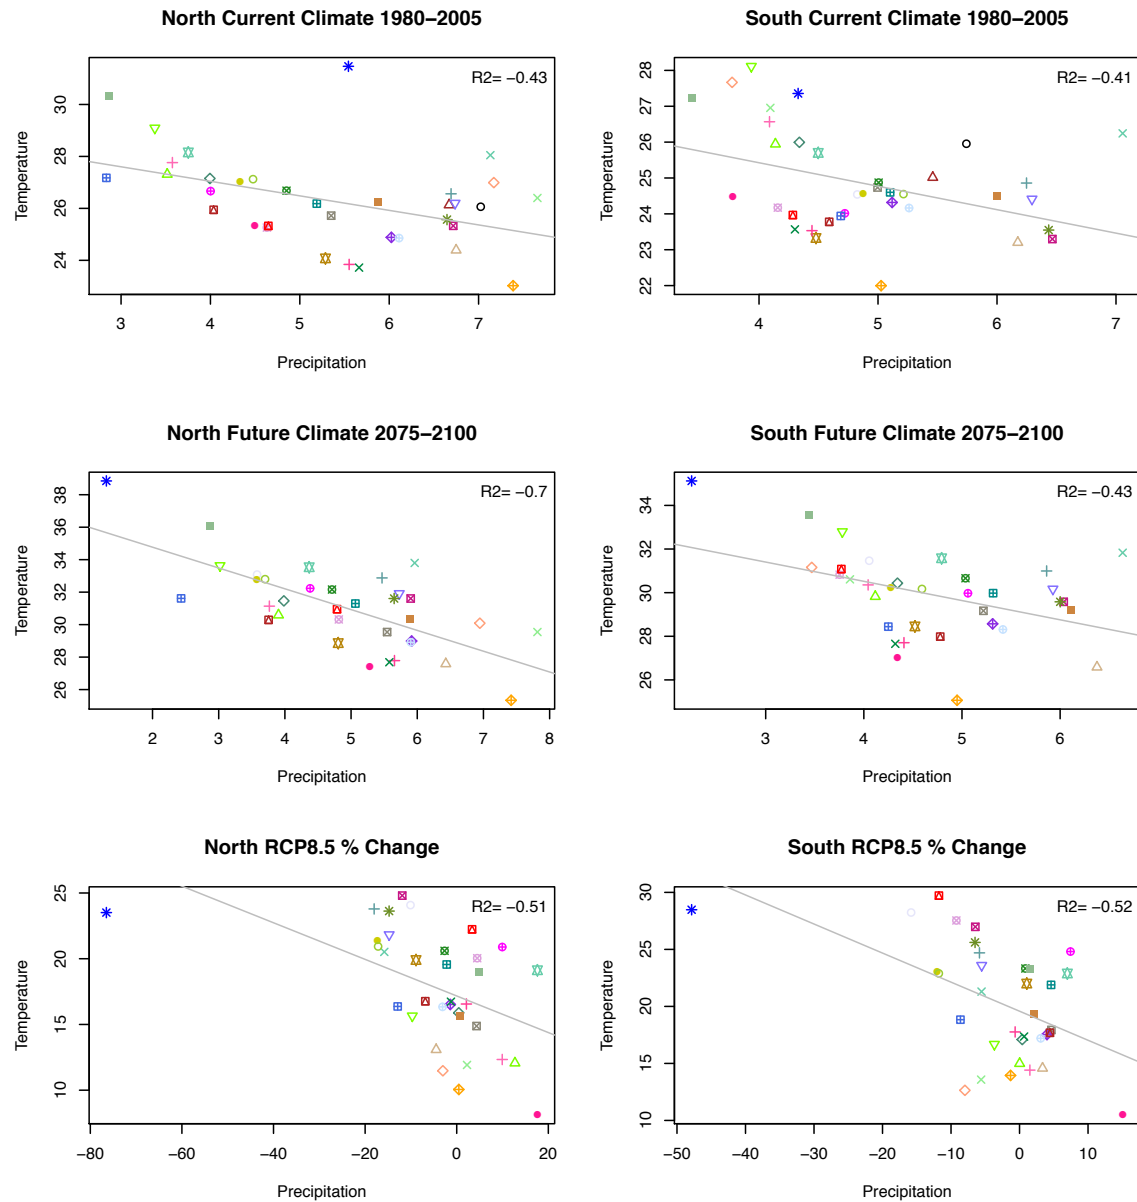 North Current Climate 1980−2005
R2= −0.43
Temperature
30
28
26
24
3 4 5 6 7
Precipitation
South Current Climate 1980−2005
R2= −0.41
Temperature
28
27
26
25
24
23
22
4 5 6 7
Precipitation
North Future Climate 2075−2100
R2= −0.7
Temperature
38
36
34
32
30
28
26
2 3 4 5 6 7 8
Precipitation
South Future Climate 2075−2100
R2= −0.43
Temperature
34
32
30
28
26
3 4 5 6
Precipitation
North RCP8.5 % Change
R2= −0.51
Temperature
25
20
15
10
−80 −60 −40 −20 0 20
Precipitation
South RCP8.5 % Change
R2= −0.52
Temperature
30
25
20
15
10
−50 −40 −30 −20 −10 0 10
Precipitation